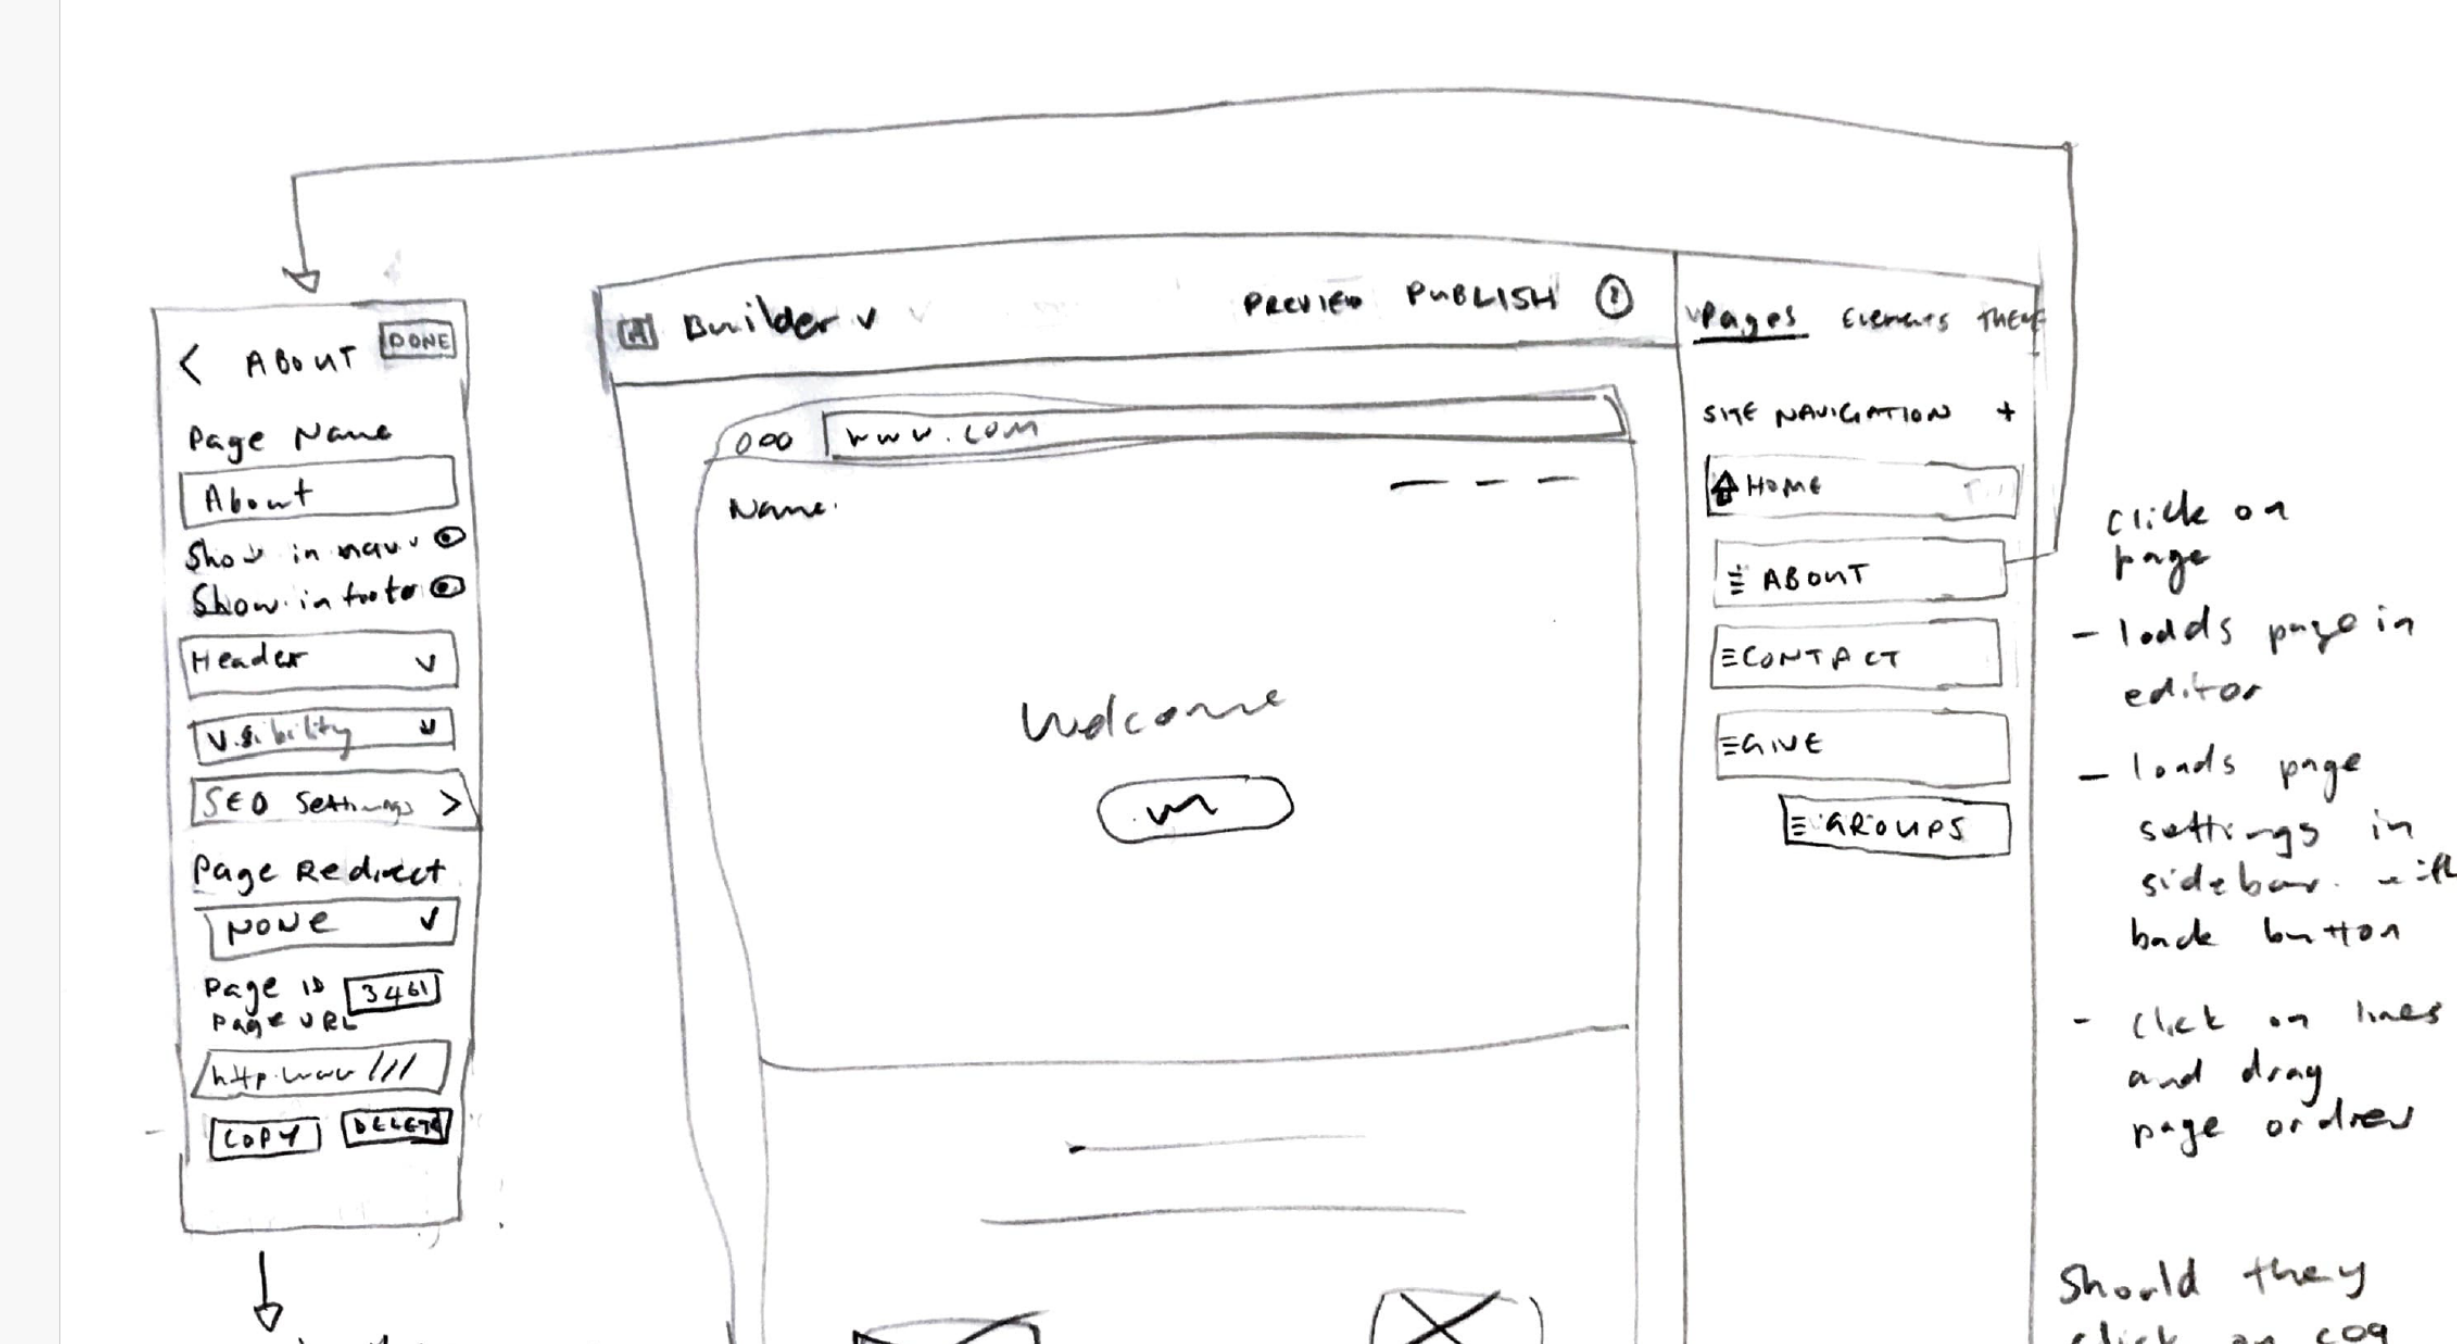 < ABOUT DONE
Page Name
About
Show in nav
Show in footer
Header
Visibility
SEO Settings >
Page Redirect
NONE
Page ID 3461
Page URL
http.www///
COPY DELETE
Builder PREVIEW PUBLISH
www.com
Name.
Welcome
Pages Elements THEME
SITE NAVIGATION +
HOME
ABOUT
CONTACT
GIVE
GROUPS
click on
page
- loads page in
editor
- loads page
settings in
sidebar. with
back button
- click on lines
and drag
page
Should they
click on cog